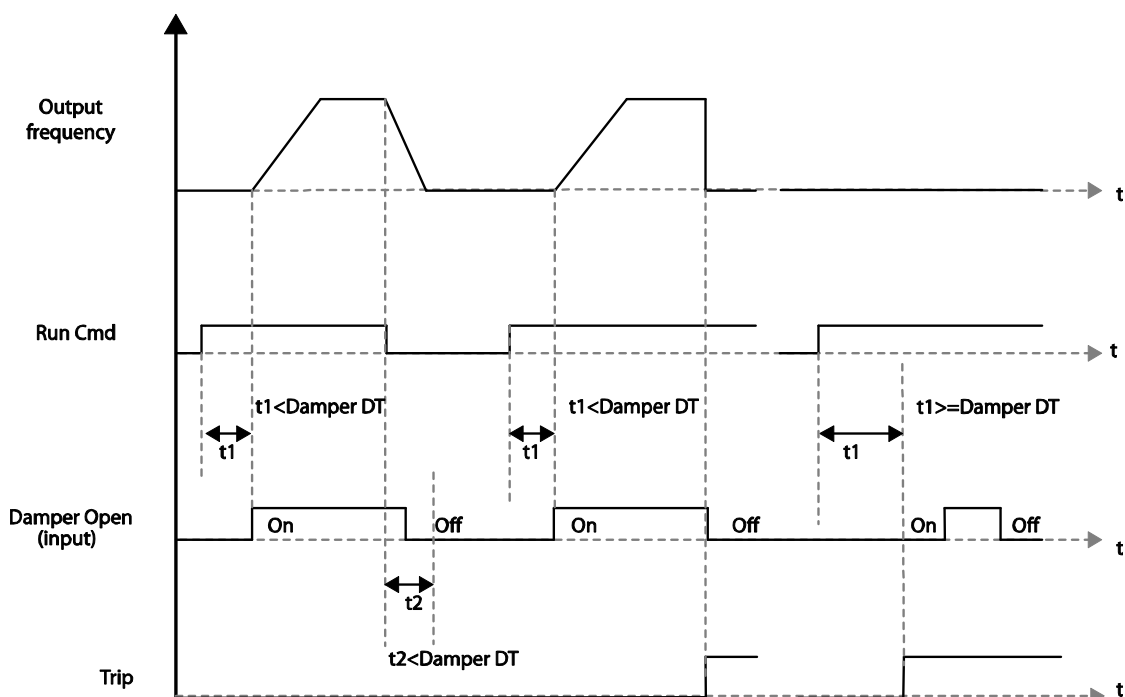 Output
frequency
t
Run Cmd
t
t1<Damper DT
t1<Damper DT
t1>=Damper DT
t1
t1
t1
Damper Open
(input)
On
Off
On
Off
On
Off
t
t2
t2<Damper DT
Trip
t